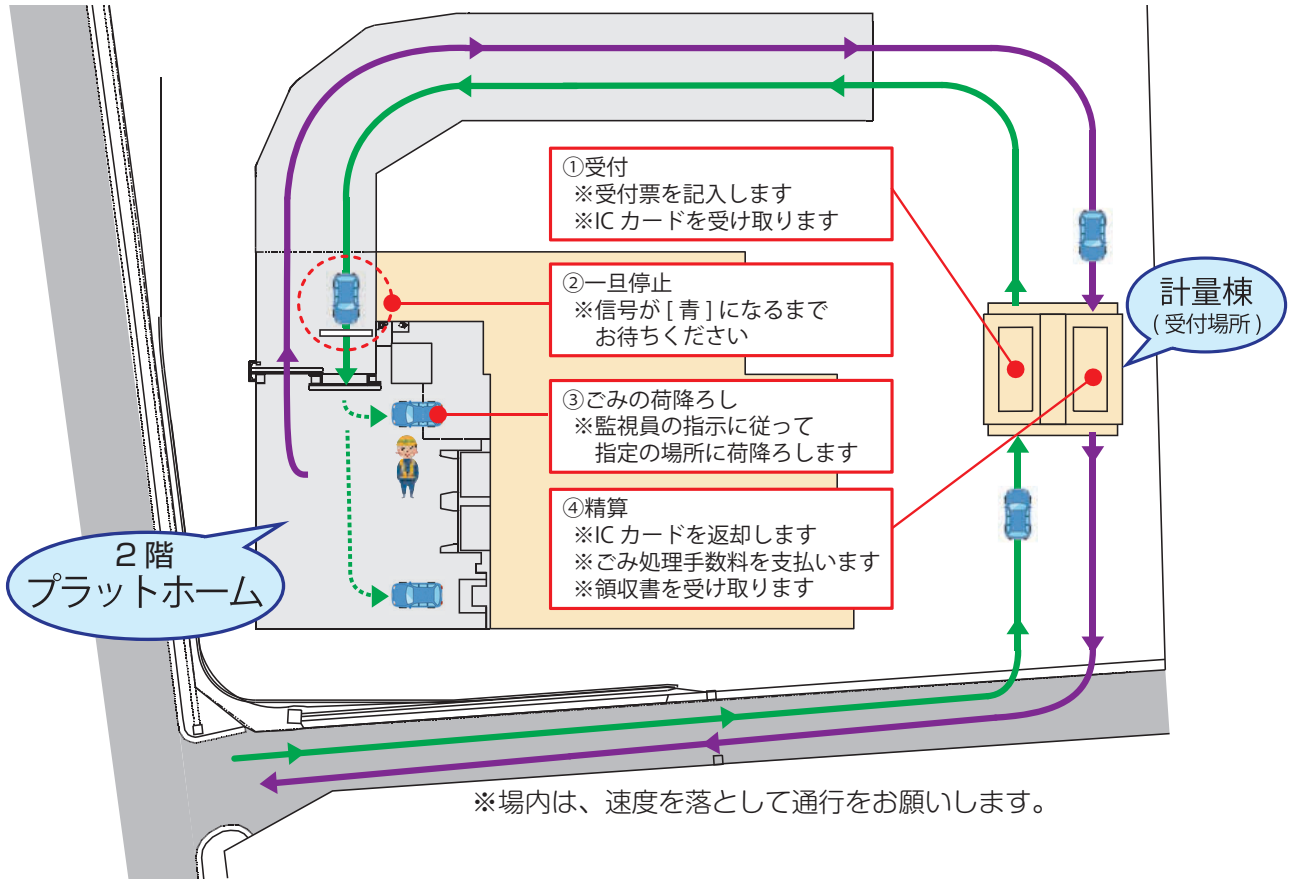 ①受付
※受付票を記入します
※IC カードを受け取ります
②一旦停止
※信号が [ 青 ] になるまで
お待ちください
③ごみの荷降ろし
※監視員の指示に従って
指定の場所に荷降ろします
④精算
※IC カードを返却します
※ごみ処理手数料を支払います
※領収書を受け取ります
計量棟
( 受付場所 )
２階
プラットホーム
※場内は、速度を落として通行をお願いします。